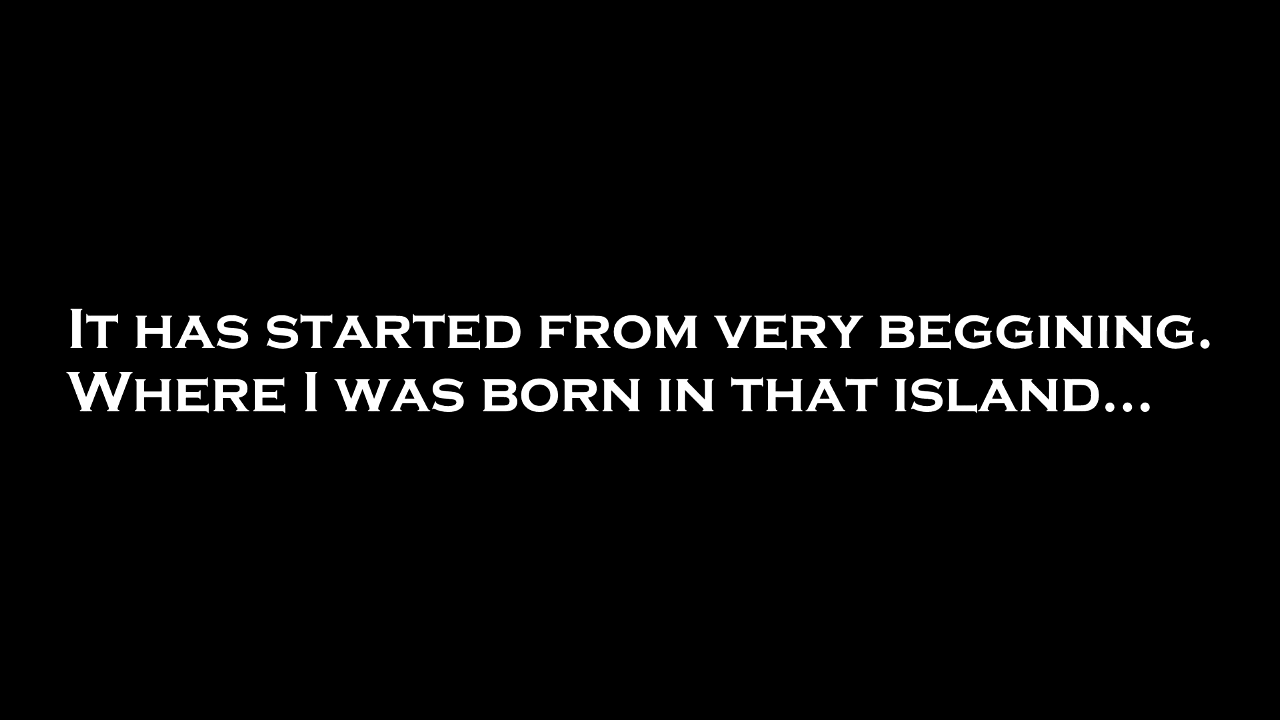 It has started from very beggining.
Where I was born in that island...